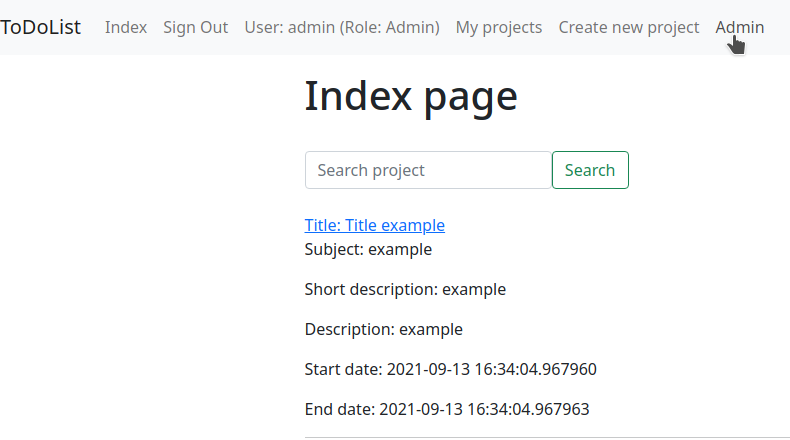 ToDoList Index Sign Out User: admin (Role: Admin) My projects Create new project Admin
Index page
Search project Search
Title: Title example
Subject: example
Short description: example
Description: example
Start date: 2021-09-13 16:34:04.967960
End date: 2021-09-13 16:34:04.967963